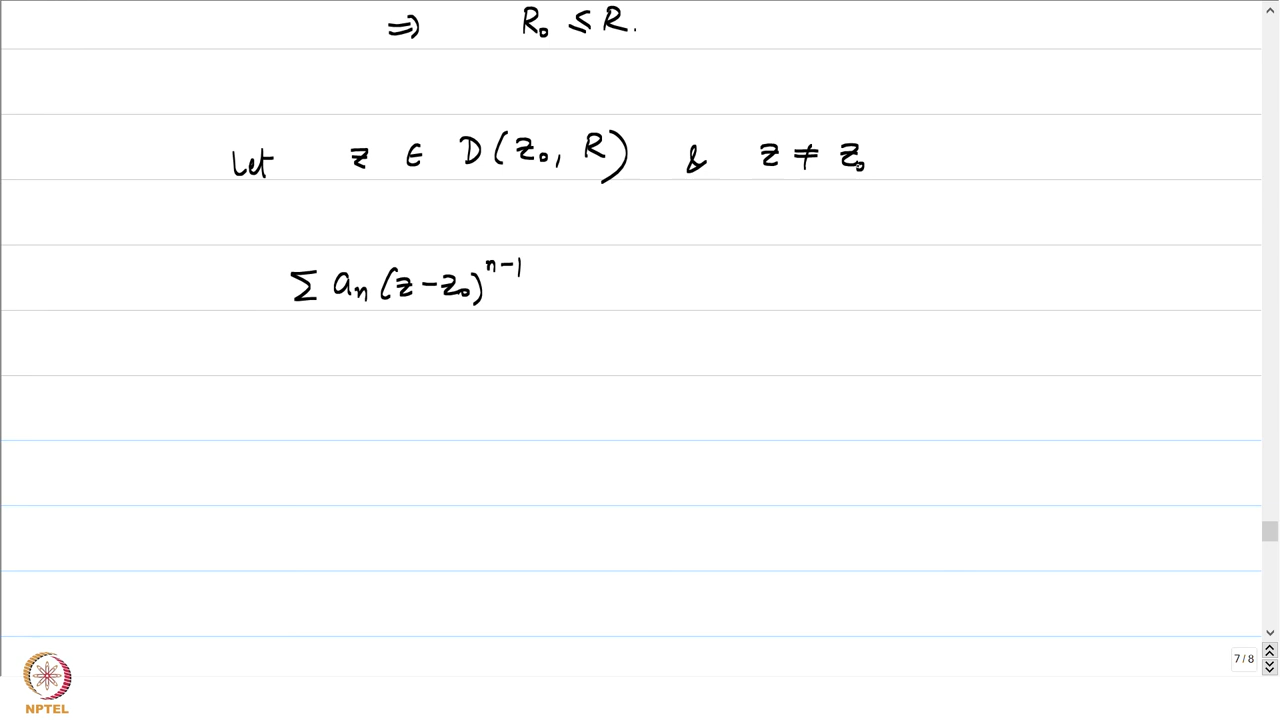 ⇒ R₀ ≤ R.
Let z ∈ D(z₀, R) & z ≠ z₀
∑ aₙ (z − z₀)ⁿ⁻¹
7 / 8
NPTEL